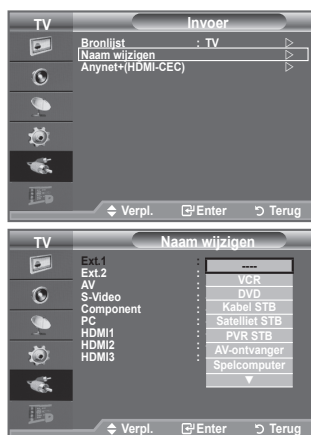 TV Invoer
Bronlijst : TV ▷
Naam wijzigen ▷
Anynet+(HDMI-CEC) ▷
Verpl. Enter Terug
TV Naam wijzigen
Ext.1 : ----
Ext.2 : VCR
AV : DVD
S-Video : Kabel STB
Component : Satelliet STB
PC : PVR STB
HDMI1 : AV-ontvanger
HDMI2 : Spelcomputer
HDMI3 : ▼
Verpl. Enter Terug